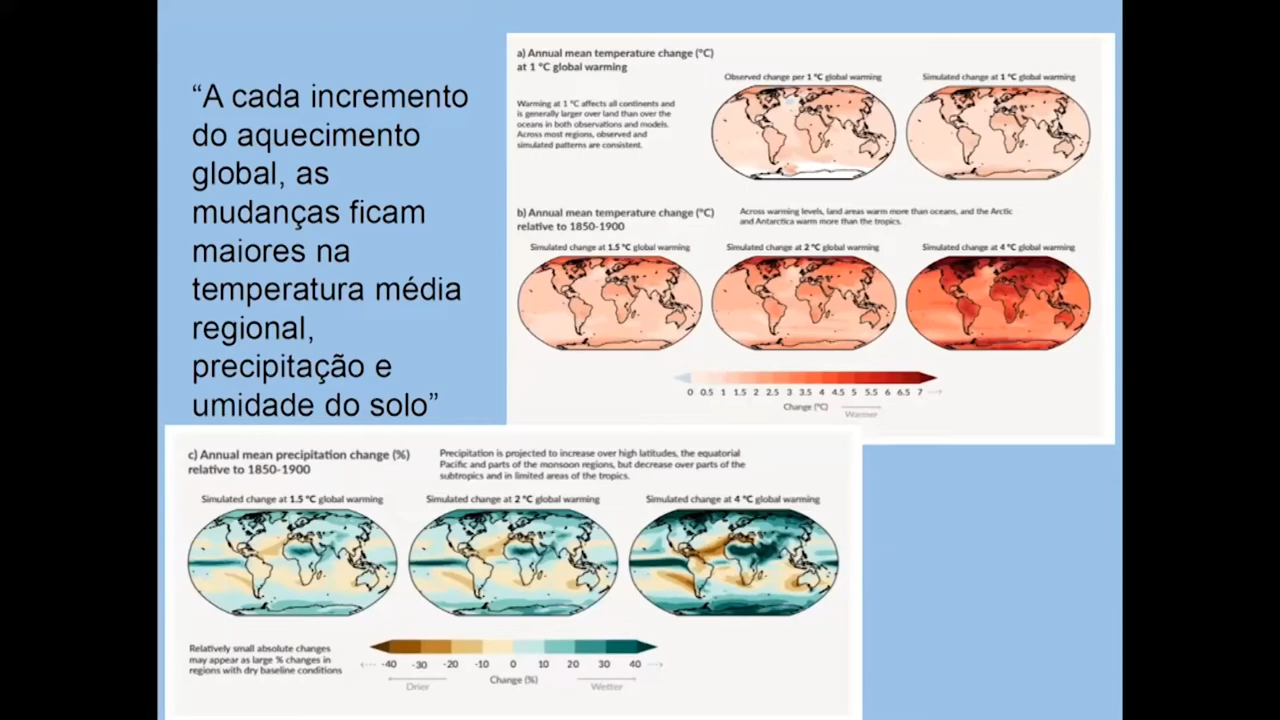 “A cada incremento
do aquecimento
global, as
mudanças ficam
maiores na
temperatura média
regional,
precipitação e
umidade do solo”
a) Annual mean temperature change (°C)
at 1 °C global warming
Warming at 1 °C affects all continents and
is generally larger over land than over the
oceans in both observations and models.
Across most regions, observed and
simulated patterns are consistent.
Observed change per 1 °C global warming
Simulated change at 1 °C global warming
b) Annual mean temperature change (°C)
relative to 1850-1900
Across warming levels, land areas warm more than oceans, and the Arctic
and Antarctica warm more than the tropics.
Simulated change at 1.5 °C global warming
Simulated change at 2 °C global warming
Simulated change at 4 °C global warming
0 0.5 1 1.5 2 2.5 3 3.5 4 4.5 5 5.5 6 6.5 7
Change (°C)
Warmer
c) Annual mean precipitation change (%)
relative to 1850-1900
Precipitation is projected to increase over high latitudes, the equatorial
Pacific and parts of the monsoon regions, but decrease over parts of the
subtropics and in limited areas of the tropics.
Simulated change at 1.5 °C global warming
Simulated change at 2 °C global warming
Simulated change at 4 °C global warming
Relatively small absolute changes
may appear as large % changes in
regions with dry baseline conditions
-40 -30 -20 -10 0 10 20 30 40
Change (%)
Drier
Wetter